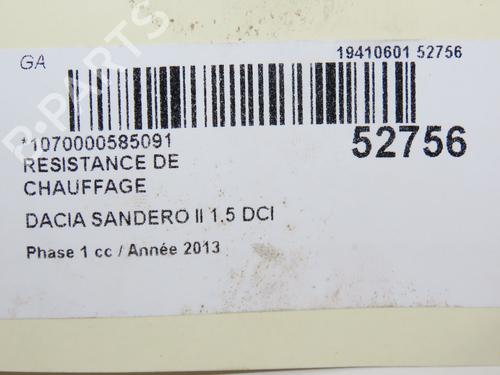 GA
19410601 52756
*1070000585091
52756
RESISTANCE DE
CHAUFFAGE
DACIA SANDERO II 1.5 DCI
Phase 1 cc / Année 2013
B-PARTS